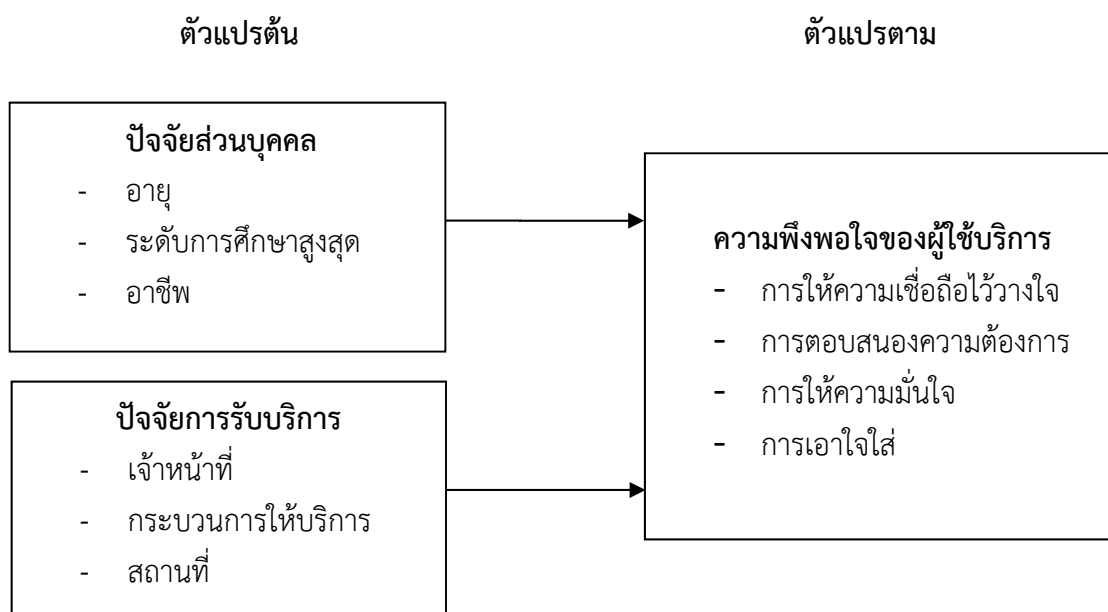 ตัวแปรต้น
ตัวแปรตาม
ปัจจัยส่วนบุคคล
- อายุ
- ระดับการศึกษาสูงสุด
- อาชีพ
ปัจจัยการรับบริการ
- เจ้าหน้าที่
- กระบวนการให้บริการ
- สถานที่
ความพึงพอใจของผู้ใช้บริการ
- การให้ความเชื่อถือไว้วางใจ
- การตอบสนองความต้องการ
- การให้ความมั่นใจ
- การเอาใจใส่